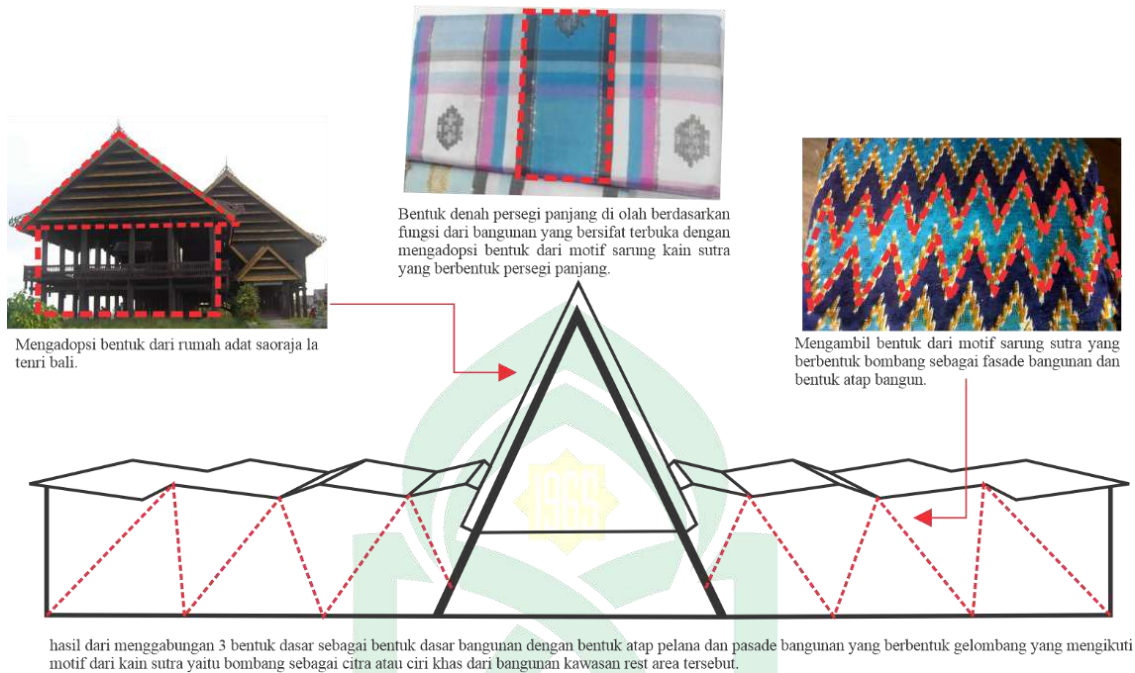 Bentuk denah persegi panjang di olah berdasarkan
fungsi dari bangunan yang bersifat terbuka dengan
mengadopsi bentuk dari motif sarung kain sutra
yang berbentuk persegi panjang.
Mengadopsi bentuk dari rumah adat saoraja la
tenri bali.
Mengambil bentuk dari motif sarung sutra yang
berbentuk bombang sebagai fasade bangunan dan
bentuk atap bangun.
1965
hasil dari menggabungan 3 bentuk dasar sebagai bentuk dasar bangunan dengan bentuk atap pelana dan pasade bangunan yang berbentuk gelombang yang mengikuti
motif dari kain sutra yaitu bombang sebagai citra atau ciri khas dari bangunan kawasan rest area tersebut.